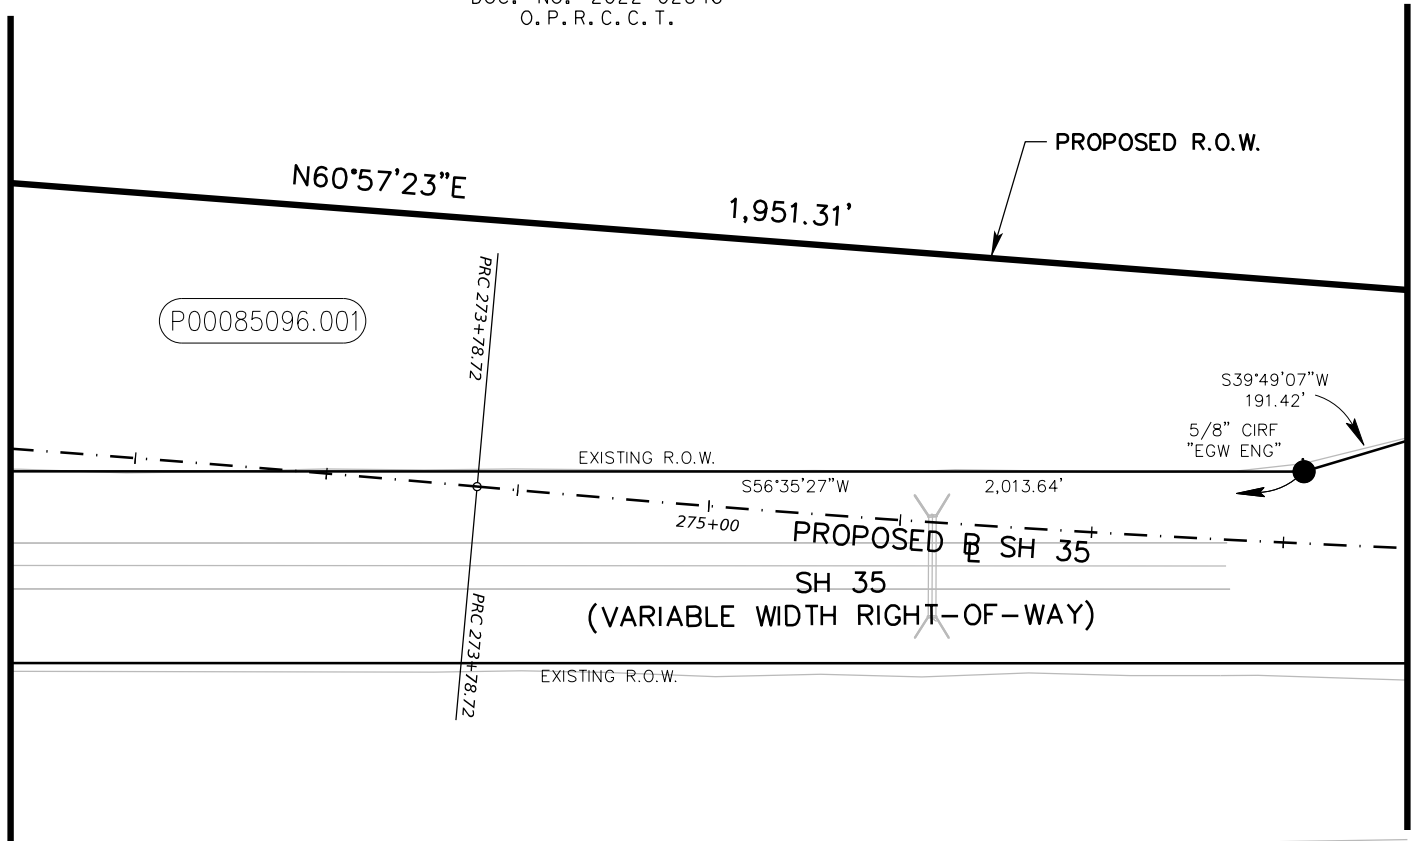 O.P.R.C.C.T.
PROPOSED R.O.W.
N60°57'23"E
1,951.31'
PRC 273+78.72
P00085096.001
S39°49'07"W
191.42'
5/8" CIRF
"EGW ENG"
EXISTING R.O.W.
S56°35'27"W
2,013.64'
275+00
PROPOSED BL SH 35
SH 35
(VARIABLE WIDTH RIGHT-OF-WAY)
PRC 273+78.72
EXISTING R.O.W.